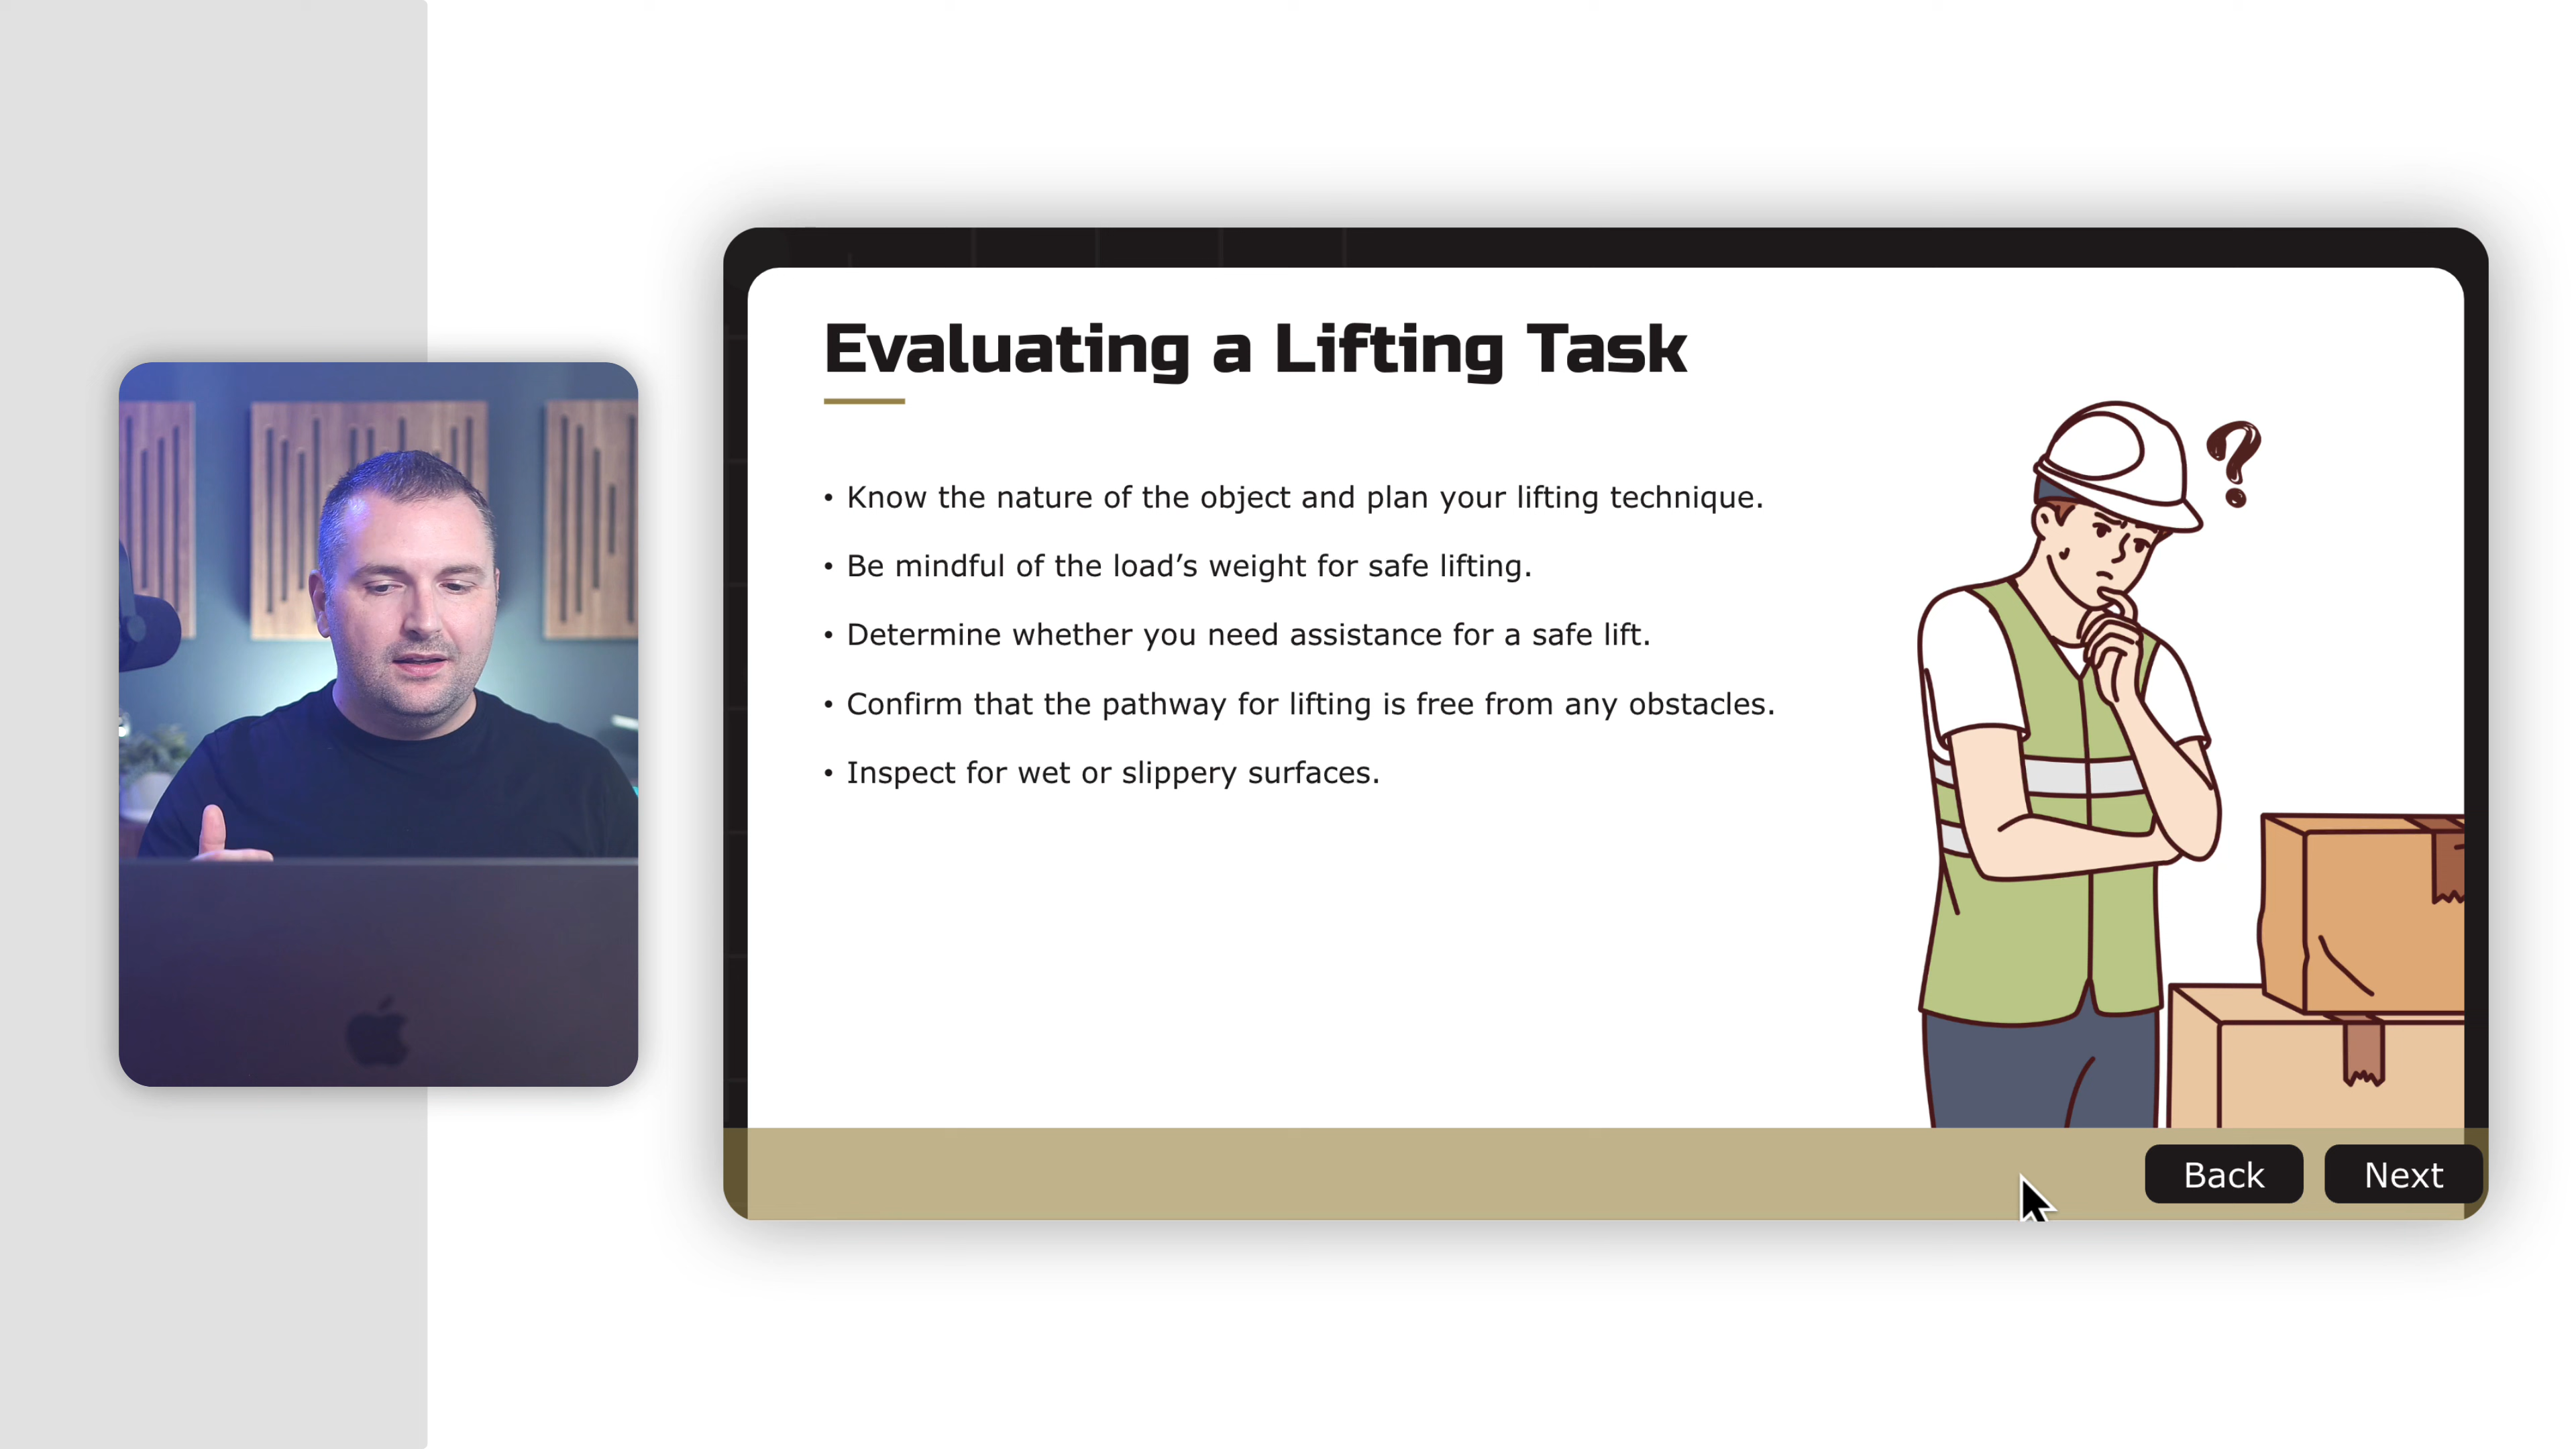 Evaluating a Lifting Task
?
• Know the nature of the object and plan your lifting technique.
• Be mindful of the load’s weight for safe lifting.
• Determine whether you need assistance for a safe lift.
• Confirm that the pathway for lifting is free from any obstacles.
• Inspect for wet or slippery surfaces.
Back
Next